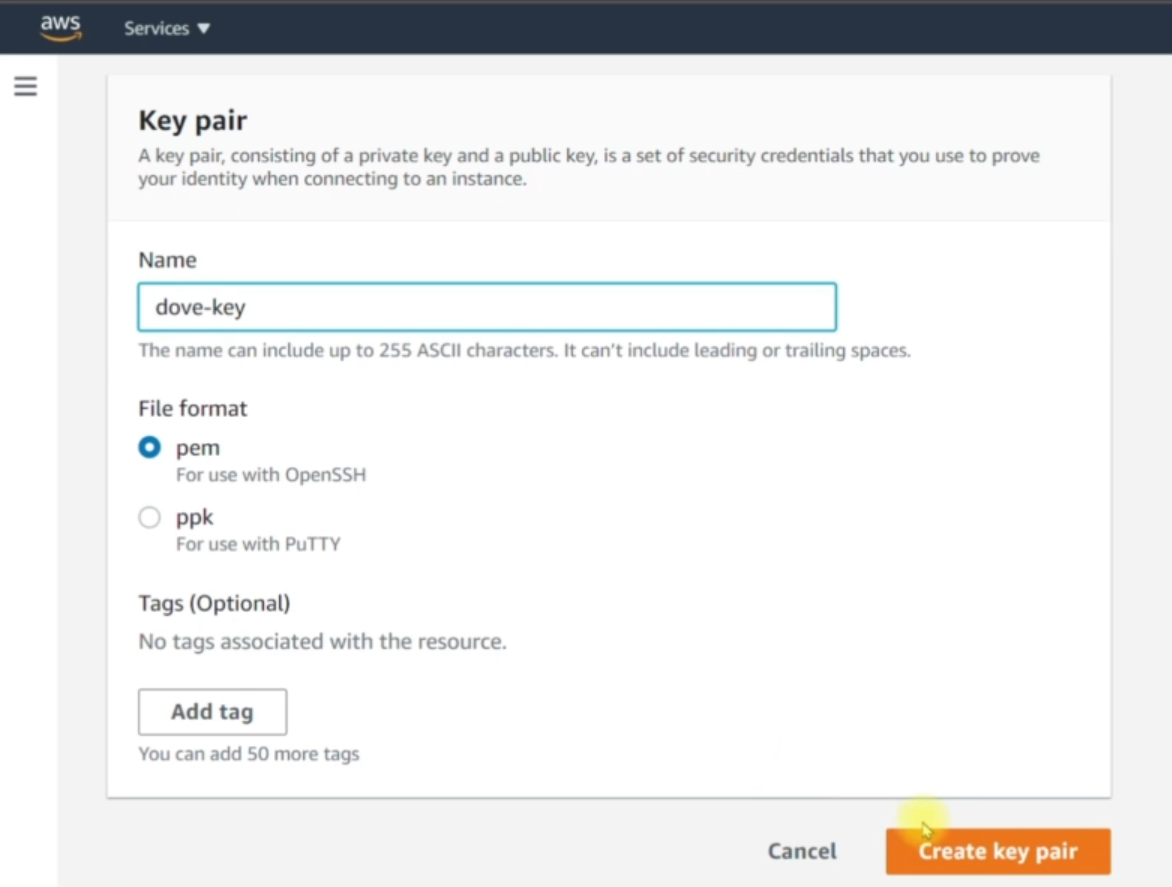 aws
Services ▼
Key pair
A key pair, consisting of a private key and a public key, is a set of security credentials that you use to prove
your identity when connecting to an instance.
Name
dove-key
The name can include up to 255 ASCII characters. It can't include leading or trailing spaces.
File format
pem
For use with OpenSSH
ppk
For use with PuTTY
Tags (Optional)
No tags associated with the resource.
Add tag
You can add 50 more tags
Cancel
Create key pair